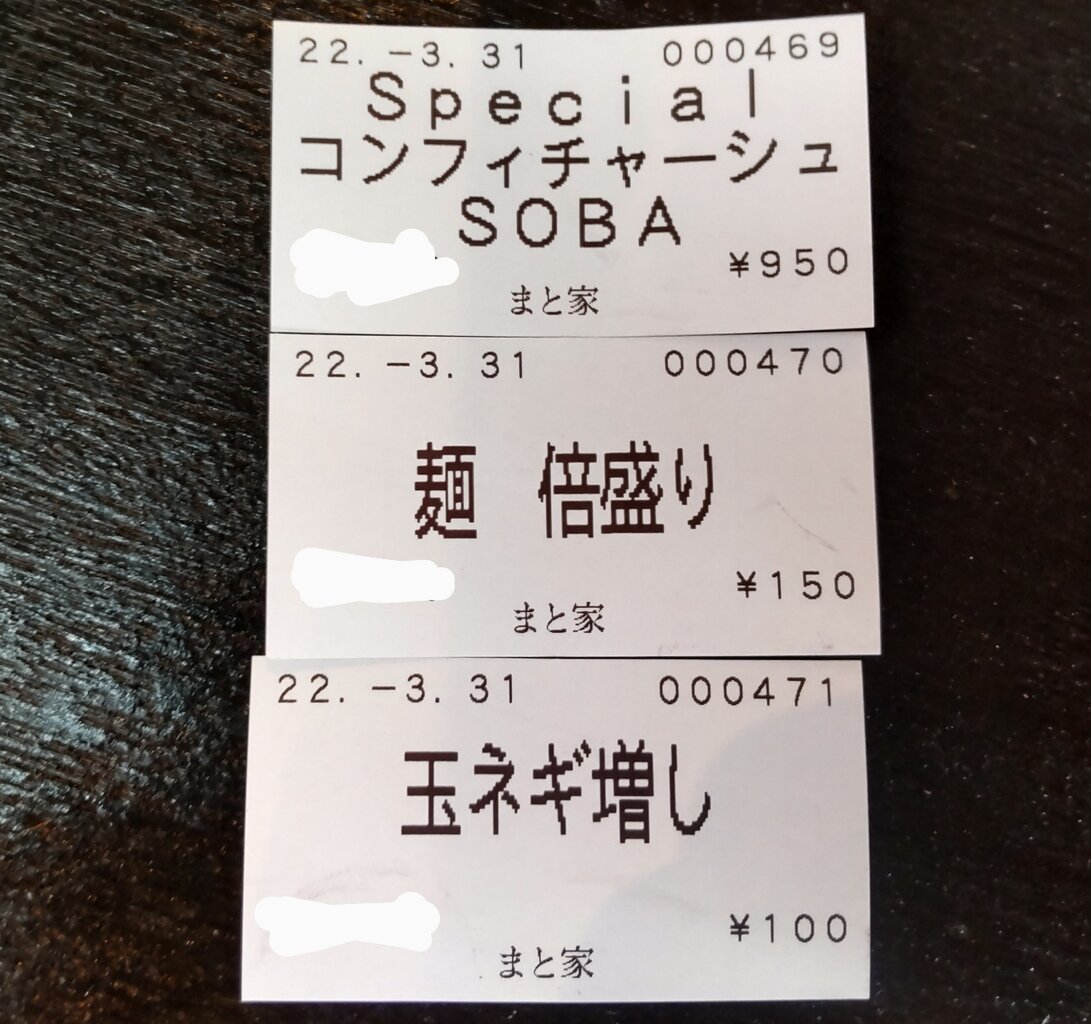 22.-3.31 000469
Special
コンフィチャーシュ
SOBA
¥950
まと家
22.-3.31 000470
麺 倍盛り
¥150
まと家
22.-3.31 000471
玉ネギ増し
¥100
まと家